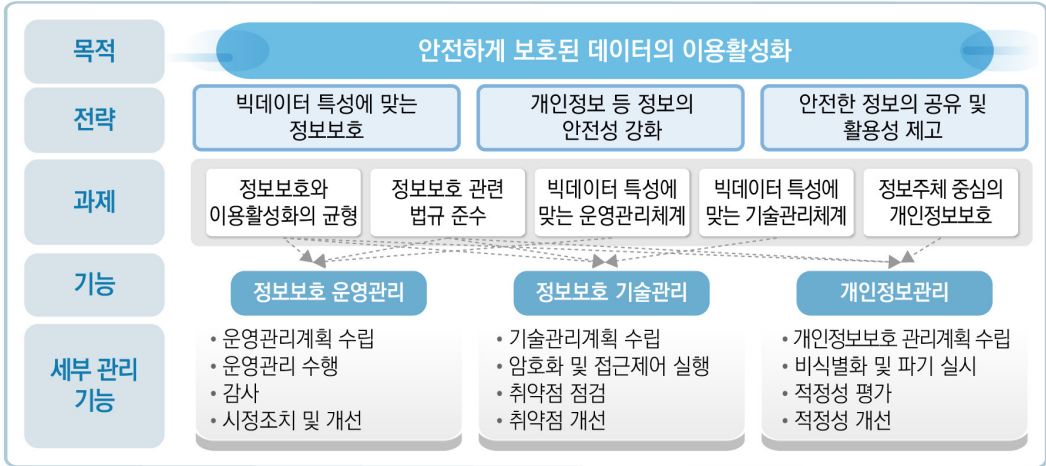 목적
안전하게 보호된 데이터의 이용활성화
전략
빅데이터 특성에 맞는
정보보호
개인정보 등 정보의
안전성 강화
안전한 정보의 공유 및
활용성 제고
과제
정보보호와
이용활성화의 균형
정보보호 관련
법규 준수
빅데이터 특성에
맞는 운영관리체계
빅데이터 특성에
맞는 기술관리체계
정보주체 중심의
개인정보보호
기능
정보보호 운영관리
정보보호 기술관리
개인정보관리
세부 관리
기능
• 운영관리계획 수립
• 운영관리 수행
• 감사
• 시정조치 및 개선
• 기술관리계획 수립
• 암호화 및 접근제어 실행
• 취약점 점검
• 취약점 개선
• 개인정보보호 관리계획 수립
• 비식별화 및 파기 실시
• 적정성 평가
• 적정성 개선